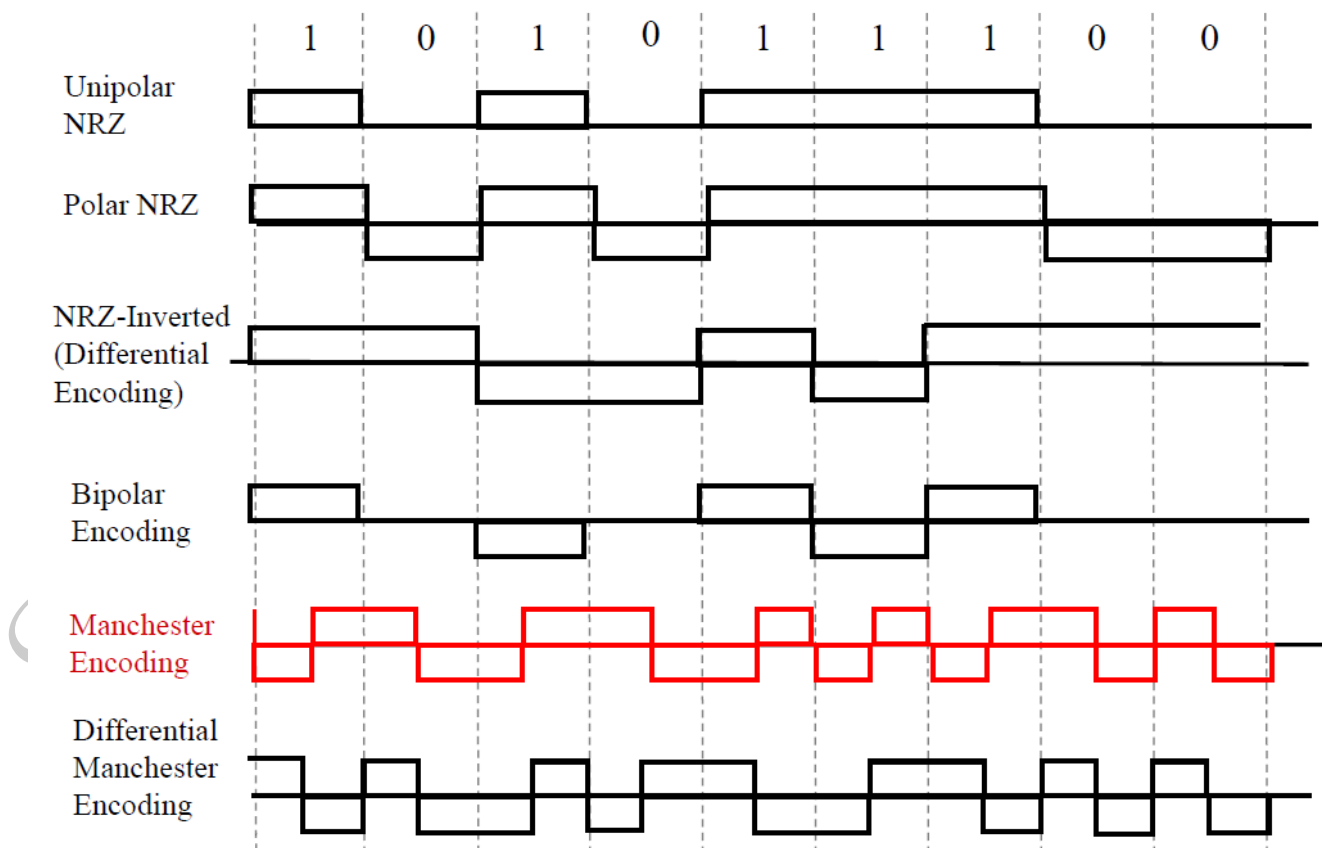 1 0 1 0 1 1 1 0 0
Unipolar
NRZ
Polar NRZ
NRZ-Inverted
(Differential
Encoding)
Bipolar
Encoding
Manchester
Encoding
Differential
Manchester
Encoding